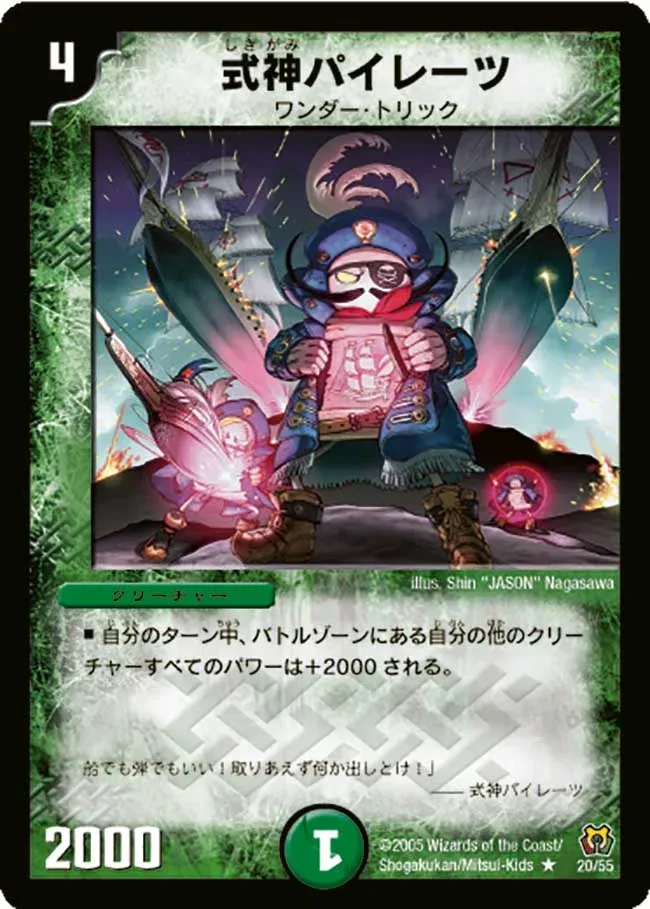 4
しきがみ
式神パイレーツ
ワンダー・トリック
illus. Shin "JASON" Nagasawa
クリーチャー
■ 自分のターン中、バトルゾーンにある自分の他のクリー
チャーすべてのパワーは+2000 される。
船でも弾でもいい！取りあえず何か出しとけ！」
—— 式神パイレーツ
2000
1
©2005 Wizards of the Coast/
Shogakukan/Mitsui-Kids ★ 20/55